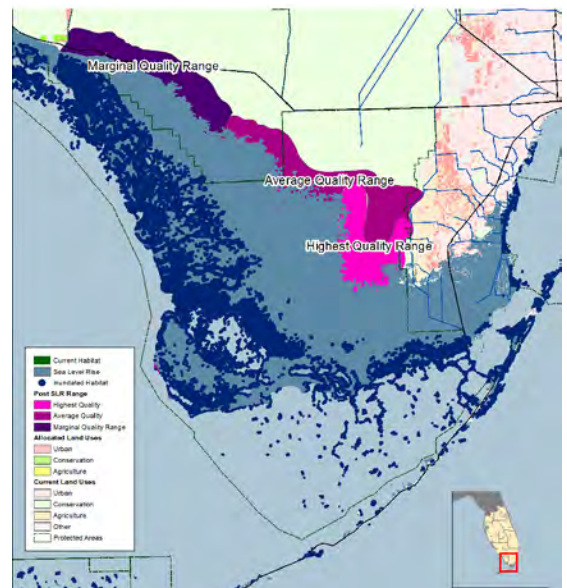 Marginal Quality Range
Average Quality Range
Highest Quality Range
Current Habitat
Sea Level Rise
Inundated Habitat
Post SLR Range
Highest Quality
Average Quality
Marginal Quality Range
Allocated Land Uses
Urban
Conservation
Agriculture
Current Land Uses
Urban
Conservation
Agriculture
Other
Protected Areas